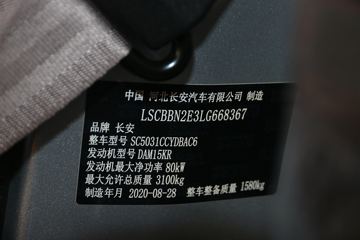 中国 河北长安汽车有限公司 制造
LSCBBN2E3LG668367
品牌 长安
整车型号 SC5031CCYDBAC6
发动机型号 DAM15KR
发动机最大净功率 80kW
最大允许总质量 3100kg
制造年月 2020-08-28 整车整备质量 1580kg